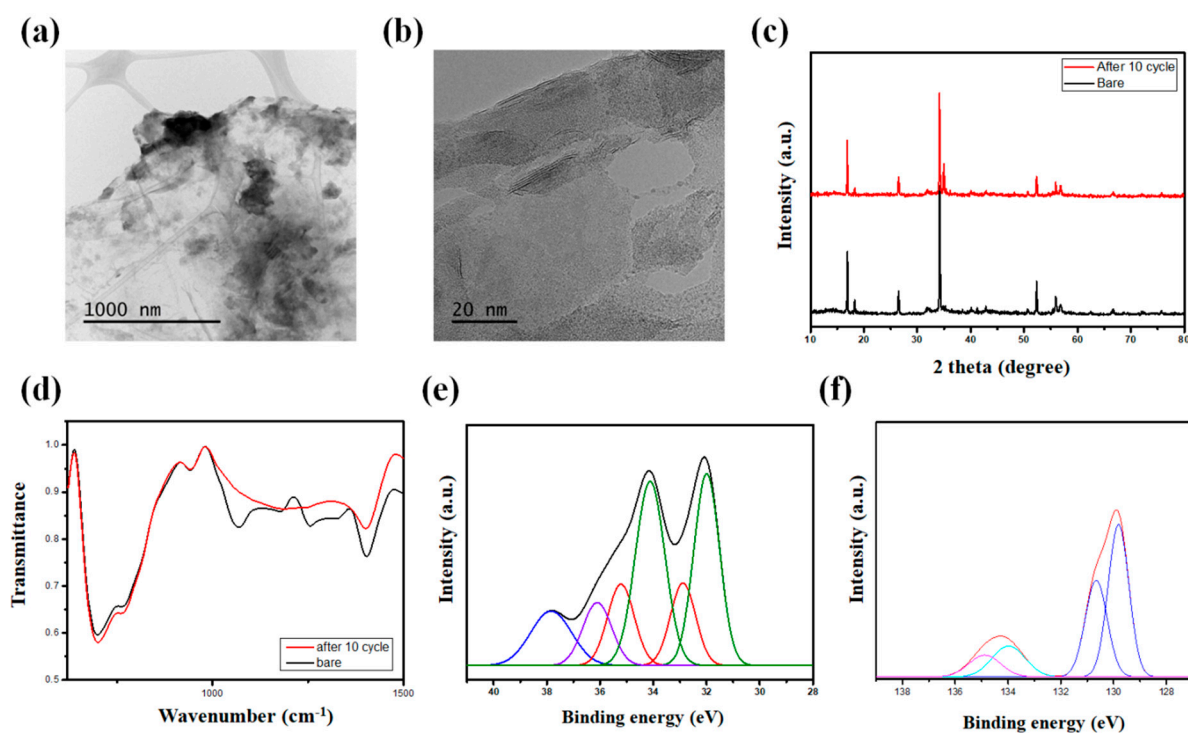 (a)
1000 nm
(b)
20 nm
(c)
Intensity (a.u.)
After 10 cycle
Bare
10 20 30 40 50 60 70 80
2 theta (degree)
(d)
Transmittance
1.0
0.9
0.8
0.7
0.6
0.5
after 10 cycle
bare
1000 1500
Wavenumber (cm⁻¹)
(e)
Intensity (a.u.)
40 38 36 34 32 30 28
Binding energy (eV)
(f)
Intensity (a.u.)
138 136 134 132 130 128
Binding energy (eV)